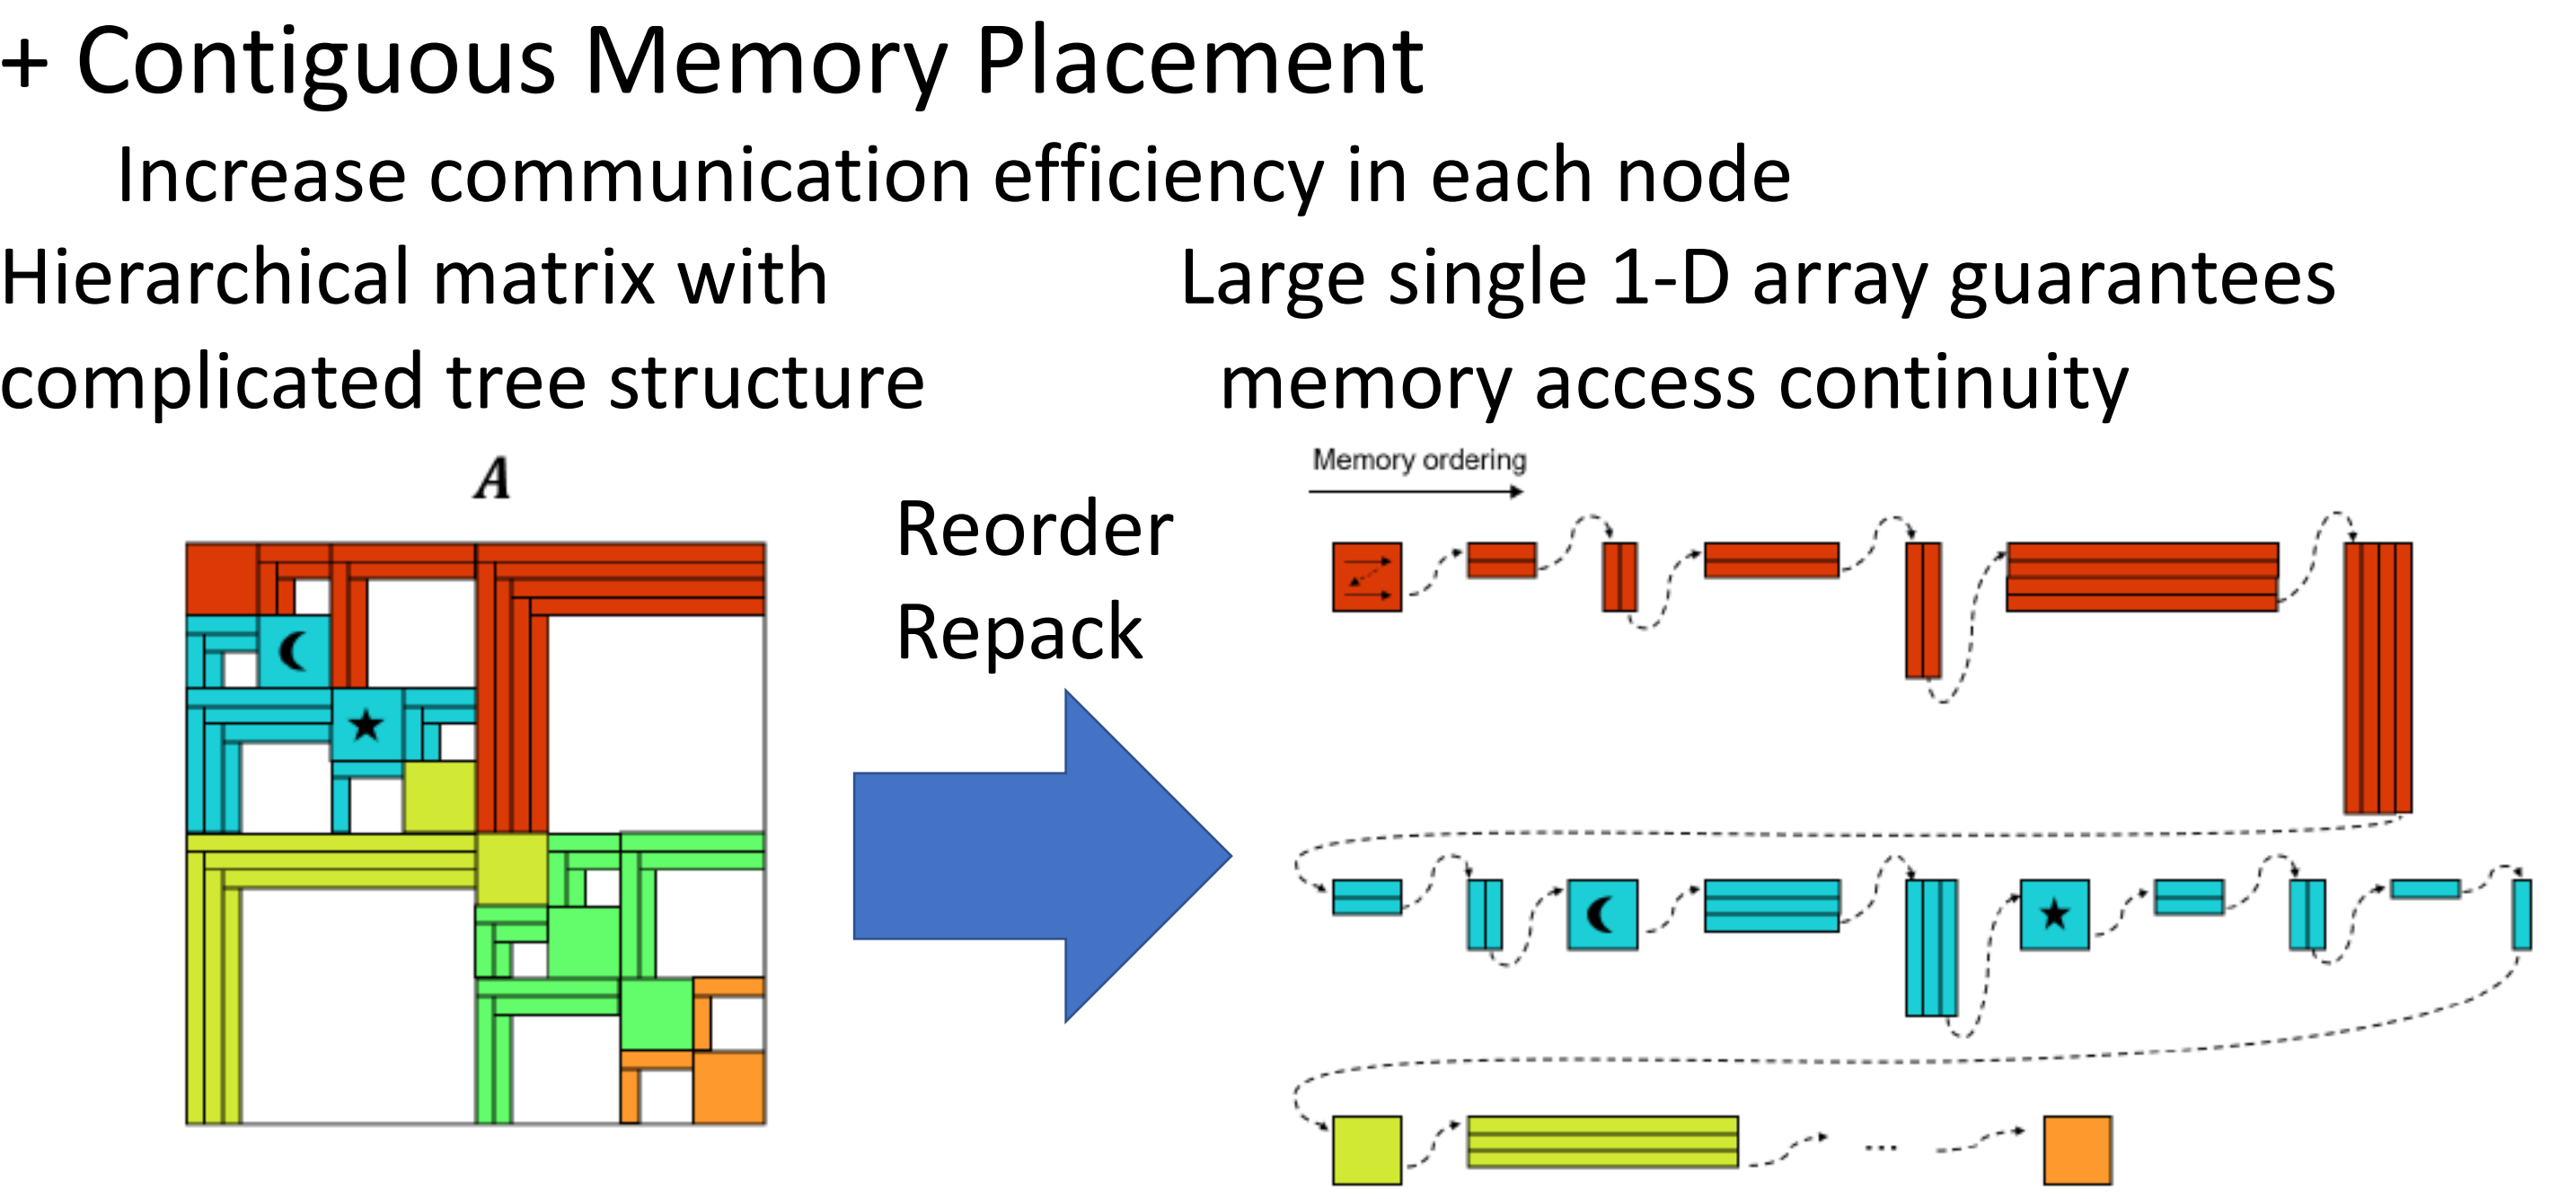 + Contiguous Memory Placement
Increase communication efficiency in each node
Hierarchical matrix with
complicated tree structure
Large single 1-D array guarantees
memory access continuity
A
Reorder
Repack
Memory ordering
...